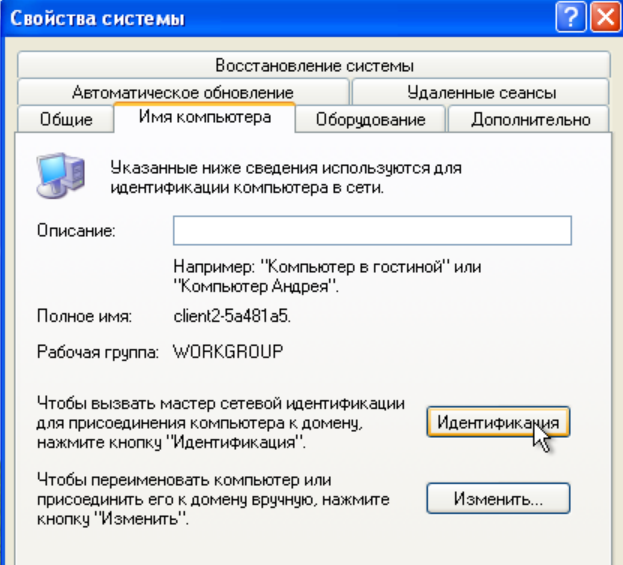 Свойства системы
Восстановление системы
Автоматическое обновление
Удаленные сеансы
Общие
Имя компьютера
Оборудование
Дополнительно
Указанные ниже сведения используются для
идентификации компьютера в сети.
Описание:
Например: "Компьютер в гостиной" или
"Компьютер Андрея".
Полное имя:
client2-5a481a5.
Рабочая группа:
WORKGROUP
Чтобы вызвать мастер сетевой идентификации
для присоединения компьютера к домену,
нажмите кнопку "Идентификация".
Идентификация
Чтобы переименовать компьютер или
присоединить его к домену вручную, нажмите
кнопку "Изменить".
Изменить...